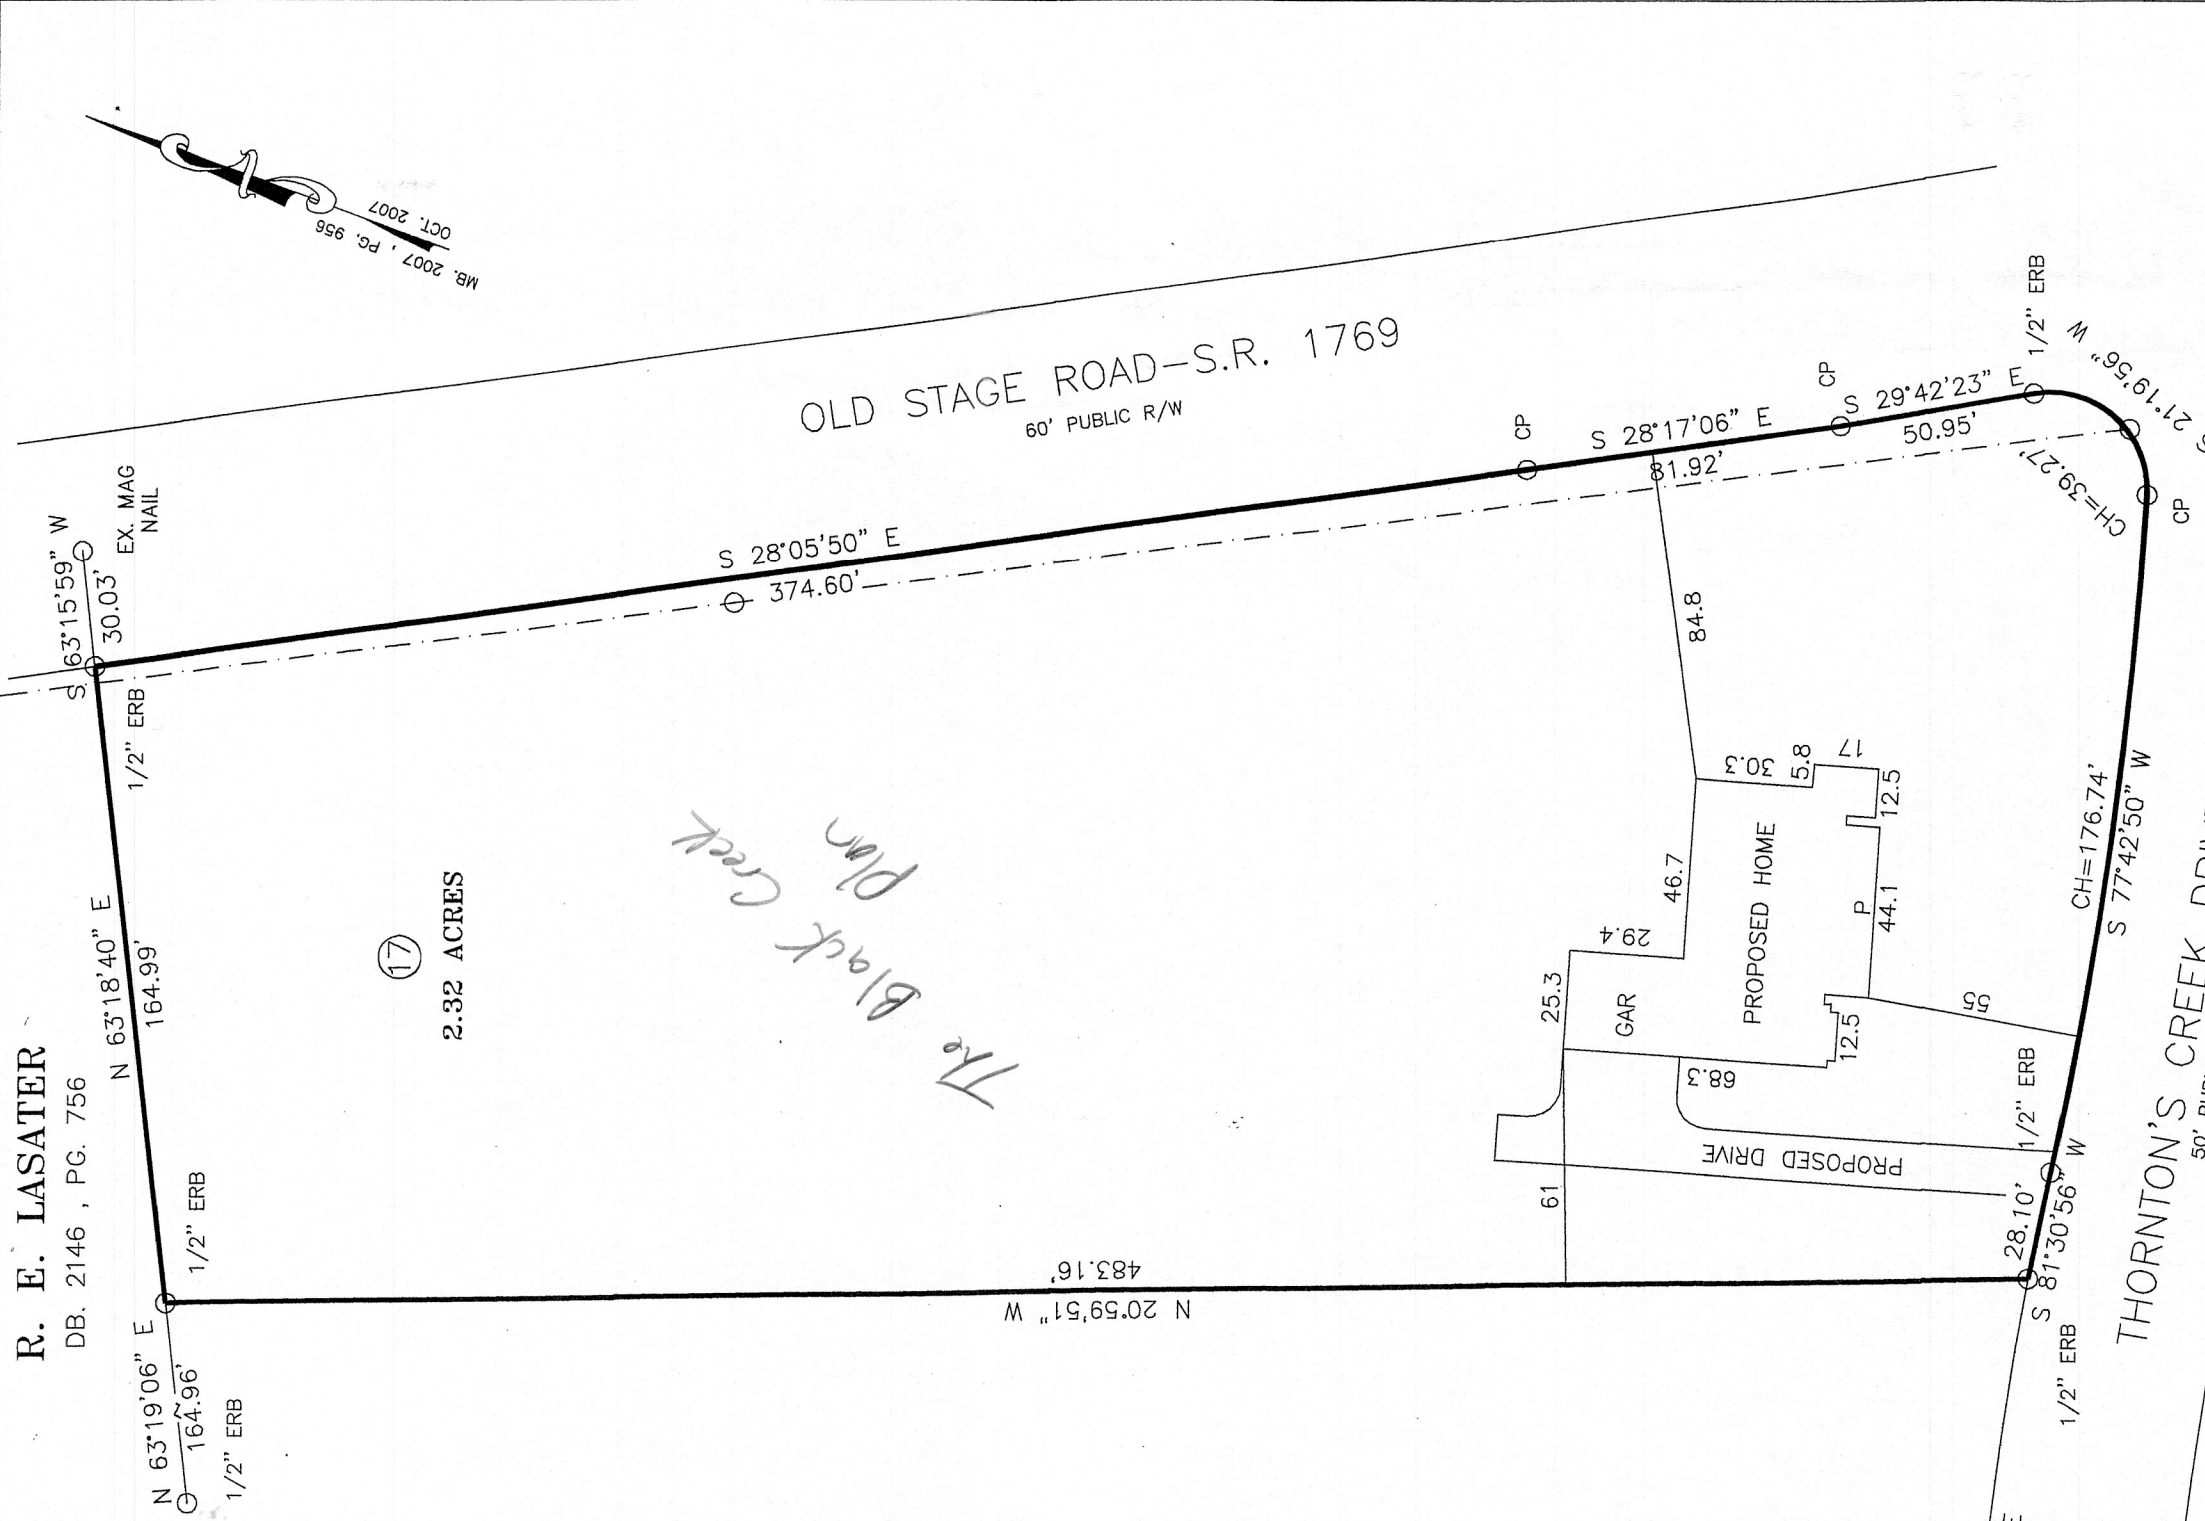 R. E. LASATER
DB. 2146 , PG. 756
N 63°19'06" E
164.96'
1/2" ERB
1/2" ERB
N 63°18'40" E
164.99'
1/2" ERB
S 63°15'59" W
30.03'
EX. MAG
NAIL
MB. 2007 , PG. 956
OCT. 2007
OLD STAGE ROAD-S.R. 1769
60' PUBLIC R/W
S 28°05'50" E
374.60'
CP
S 28°17'06" E
81.92'
CP
S 29°42'23" E
50.95'
1/2" ERB
21°19'56" W
CH=39.27'
CP
17
2.32 ACRES
The Black Creek
Plan
84.8
30.3
5.8
17
12.5
46.7
29.4
25.3
GAR
PROPOSED HOME
P
44.1
12.5
68.3
55
61
PROPOSED DRIVE
CH=176.74'
S 77°42'50" W
1/2" ERB
28.10'
S 81°30'56" W
1/2" ERB
N 20°59'51" W
483.16'
THORNTON'S CREEK
50'